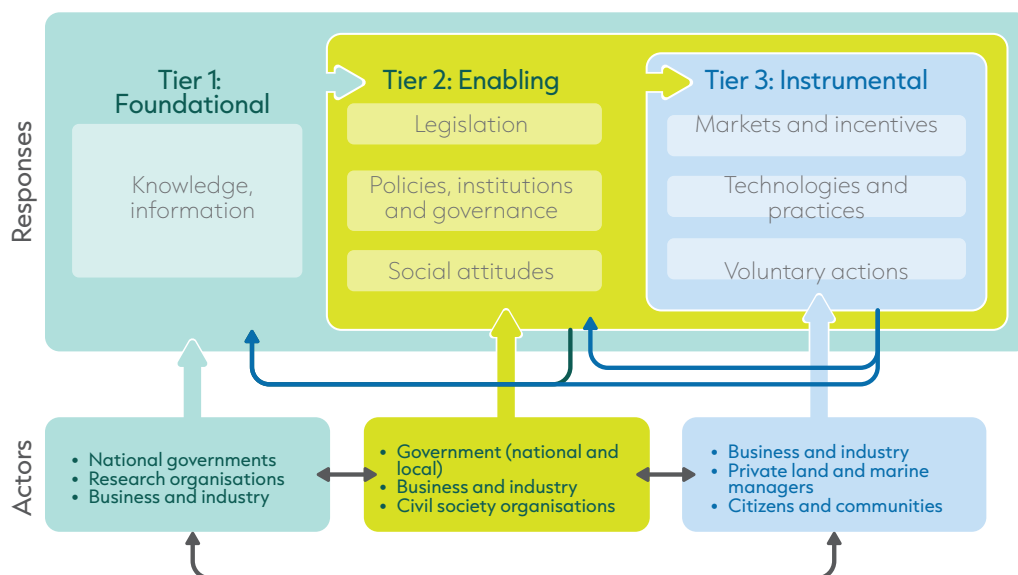 Responses
Tier 1:
Foundational
Knowledge,
information
Tier 2: Enabling
Legislation
Policies, institutions
and governance
Social attitudes
Tier 3: Instrumental
Markets and incentives
Technologies and
practices
Voluntary actions
Actors
• National governments
• Research organisations
• Business and industry
• Government (national and
local)
• Business and industry
• Civil society organisations
• Business and industry
• Private land and marine
managers
• Citizens and communities